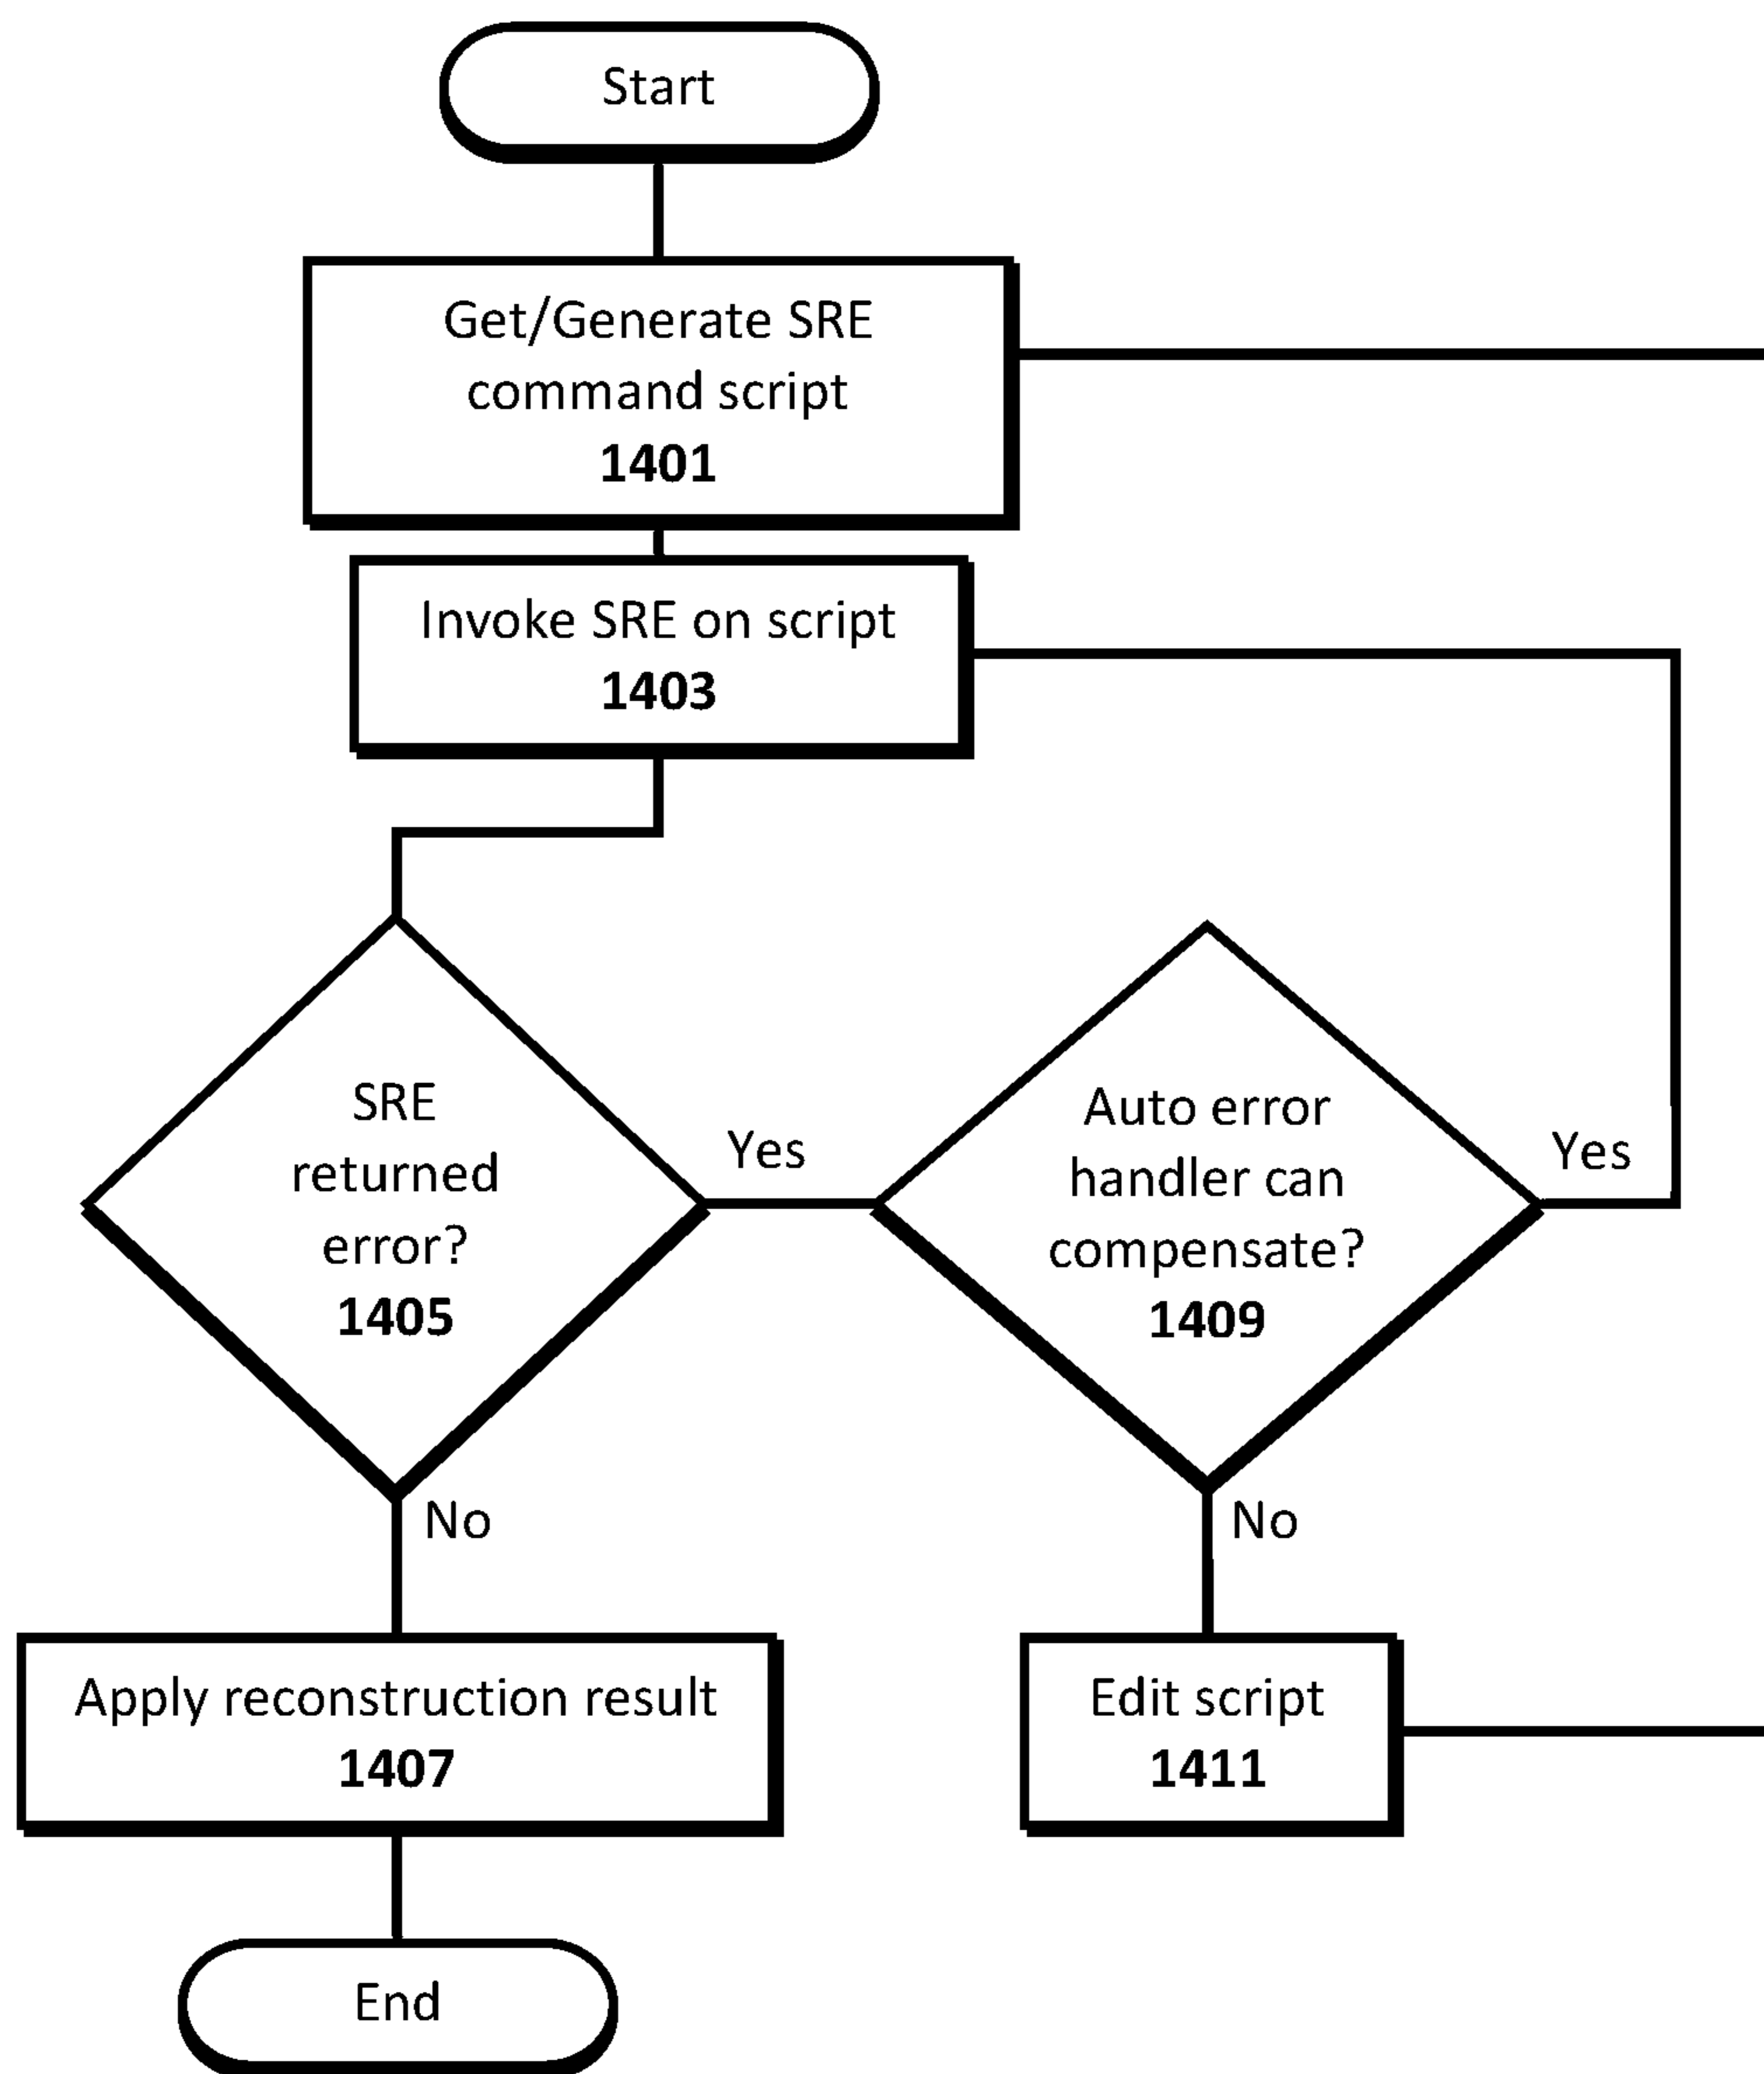 Start
Get/Generate SRE
command script
1401
Invoke SRE on script
1403
SRE
returned
error?
1405
Yes
Auto error
handler can
compensate?
1409
Yes
No
No
Apply reconstruction result
1407
Edit script
1411
End